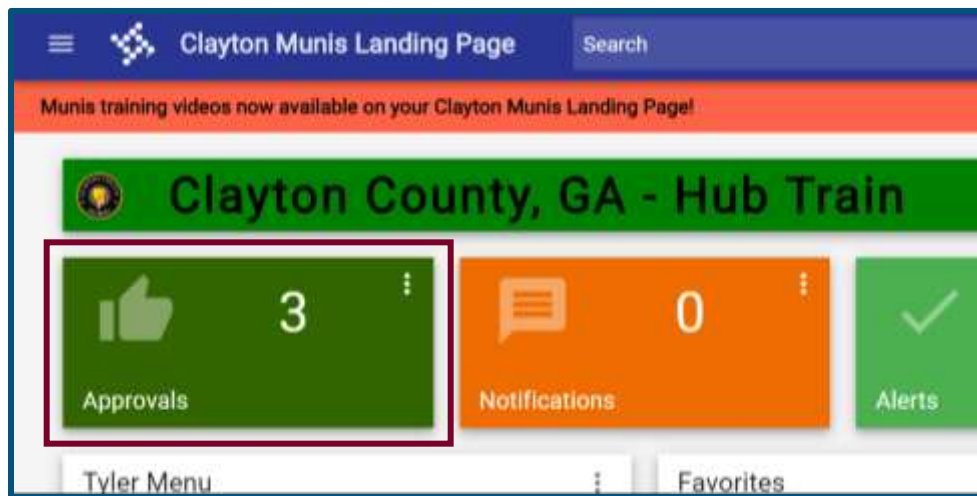 Clayton Munis Landing Page
Search
Munis training videos now available on your Clayton Munis Landing Page!
Clayton County, GA - Hub Train
3
0
Approvals
Notifications
Alerts
Tyler Menu
Favorites